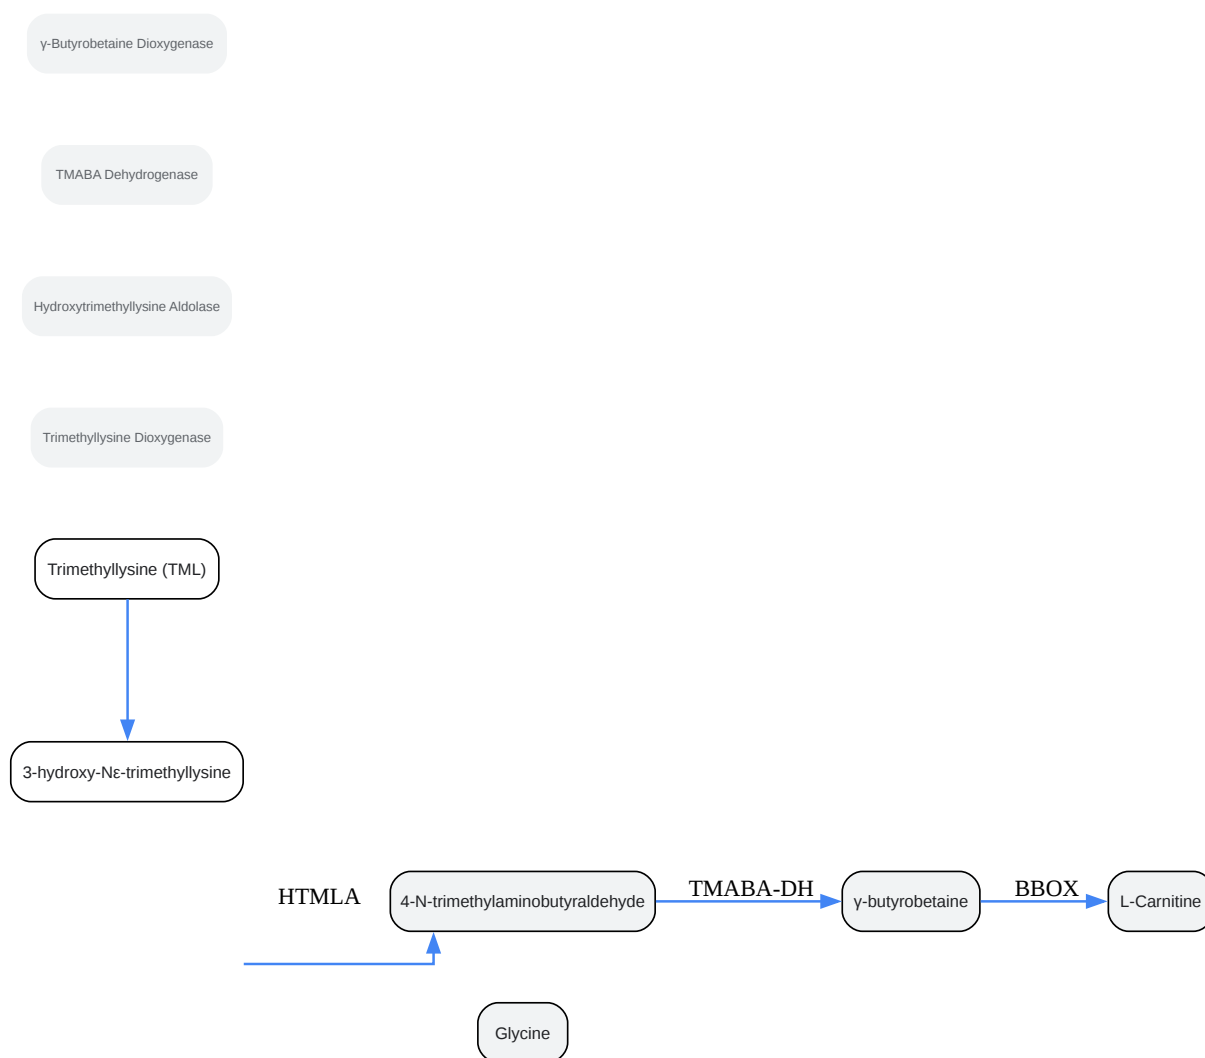 γ-Butyrobetaine Dioxygenase
TMABA Dehydrogenase
Hydroxytrimethyllysine Aldolase
Trimethyllysine Dioxygenase
Trimethyllysine (TML)
3-hydroxy-Nε-trimethyllysine
HTMLA
4-N-trimethylaminobutyraldehyde
TMABA-DH
γ-butyrobetaine
BBOX
L-Carnitine
Glycine